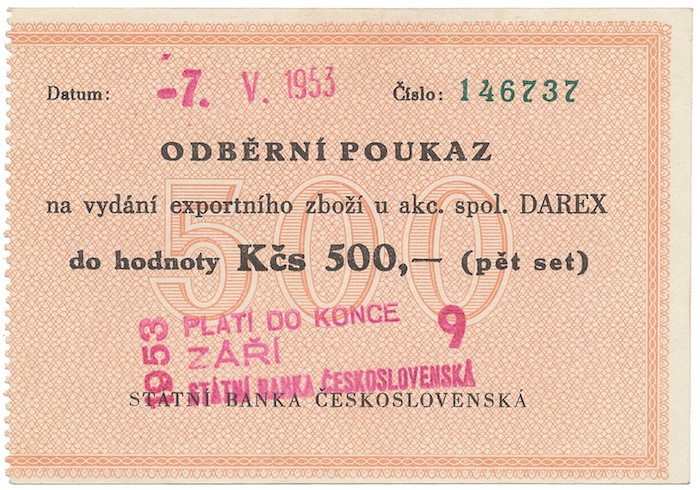 Datum: -7. V. 1953 Číslo: 146737
ODBĚRNÍ POUKAZ
500
na vydání exportního zboží u akc. spol. DAREX
do hodnoty Kčs 500,— (pět set)
1953 PLATÍ DO KONCE 9
ZÁŘÍ
STÁTNÍ BANKA ČESKOSLOVENSKÁ
STÁTNÍ BANKA ČESKOSLOVENSKÁ